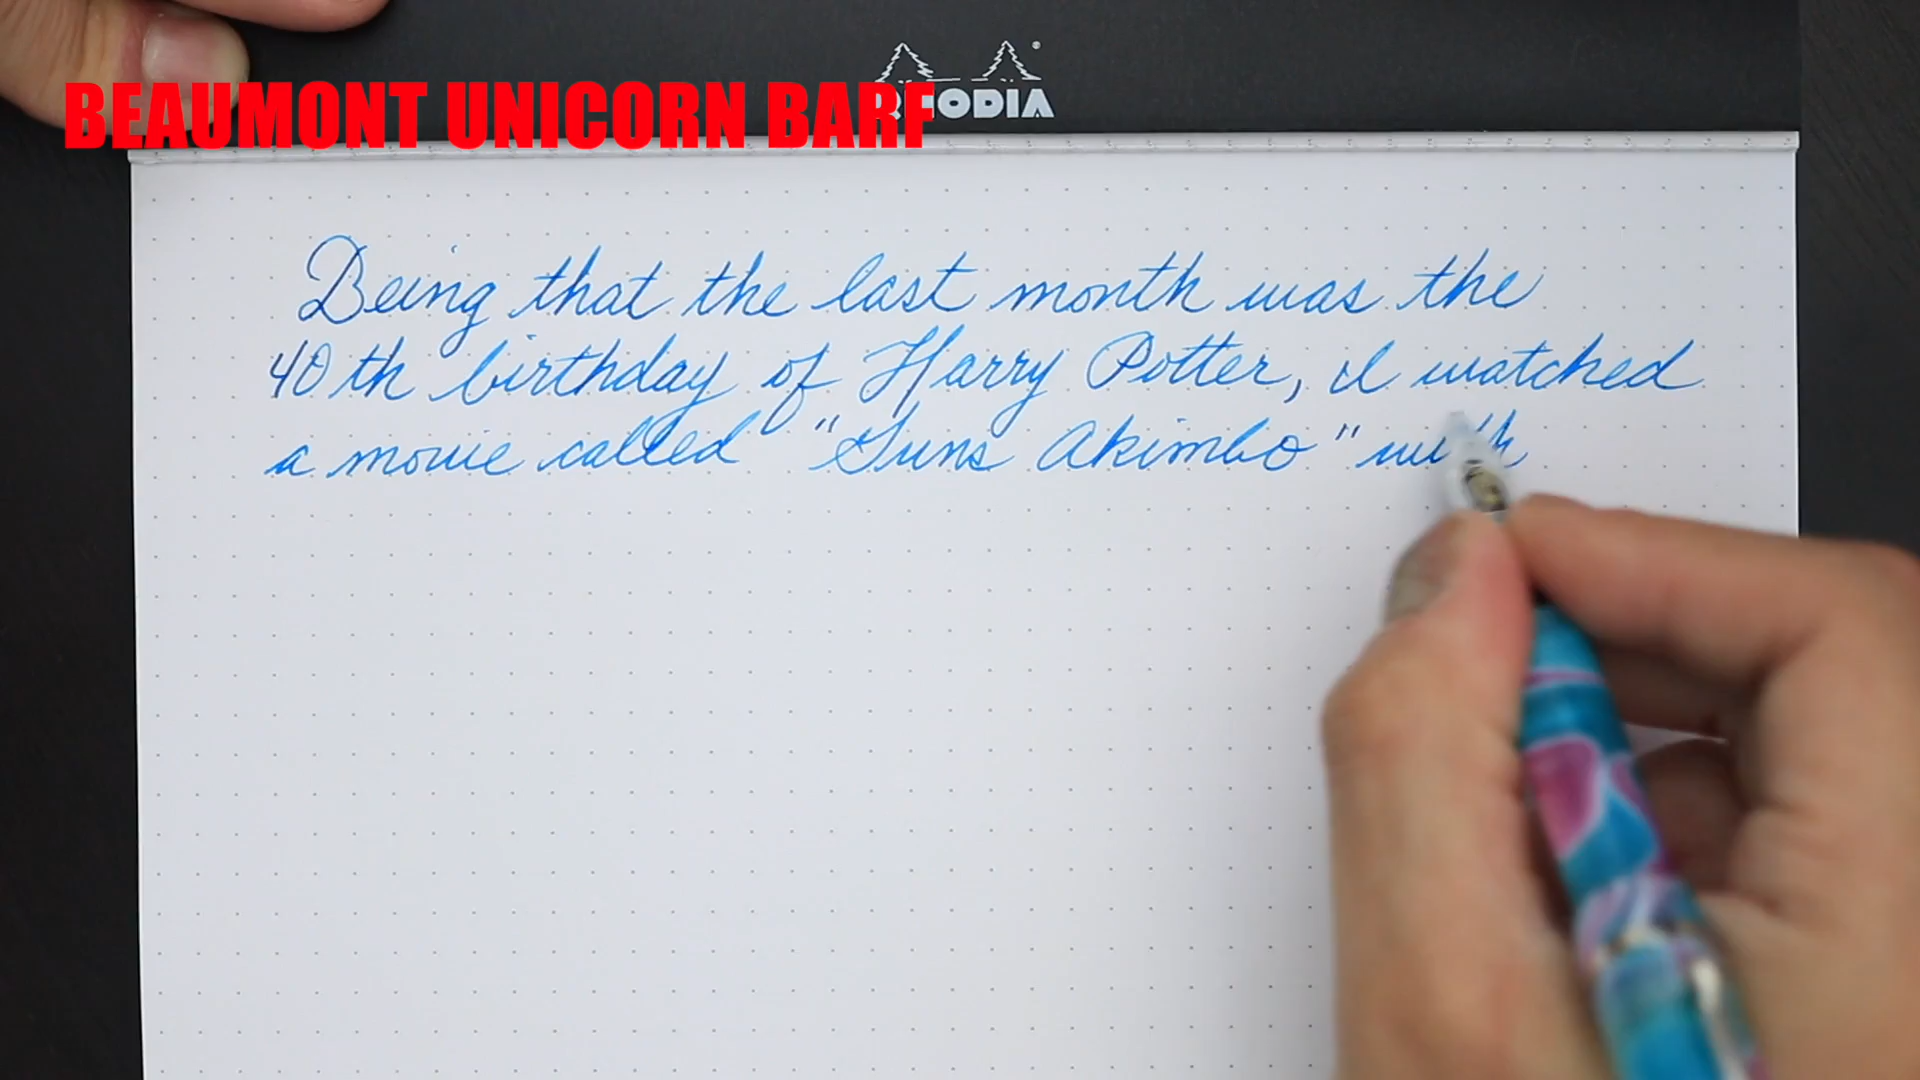 BEAUMONT UNICORN BARF
RHODIA
Being that the last month was the
40th birthday of Harry Potter, I watched
a movie called "Guns Akimbo" with